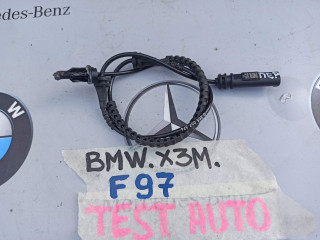 Mercedes-Benz
BMW.X3M.
F97
TEST AUTO